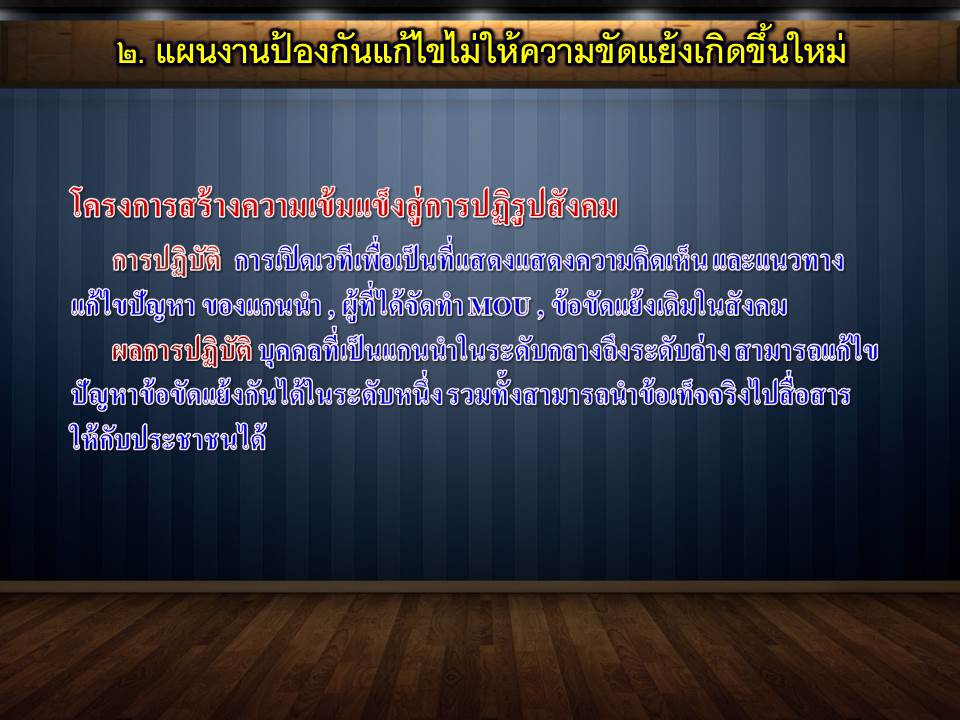 ๒. แผนงานป้องกันแก้ไขไม่ให้ความขัดแย้งเกิดขึ้นใหม่
โครงการสร้างความเข้มแข็งสู่การปฏิรูปสังคม
การปฏิบัติ การเปิดเวทีเพื่อเป็นที่แสดงแสดงความคิดเห็น และแนวทาง
แก้ไขปัญหา ของแกนนำ , ผู้ที่ได้จัดทำ MOU , ข้อขัดแย้งเดิมในสังคม
ผลการปฏิบัติ บุคคลที่เป็นแกนนำในระดับกลางถึงระดับล่าง สามารถแก้ไข
ปัญหาข้อขัดแย้งกันได้ในระดับหนึ่ง รวมทั้งสามารถนำข้อเท็จจริงไปสื่อสาร
ให้กับประชาชนได้